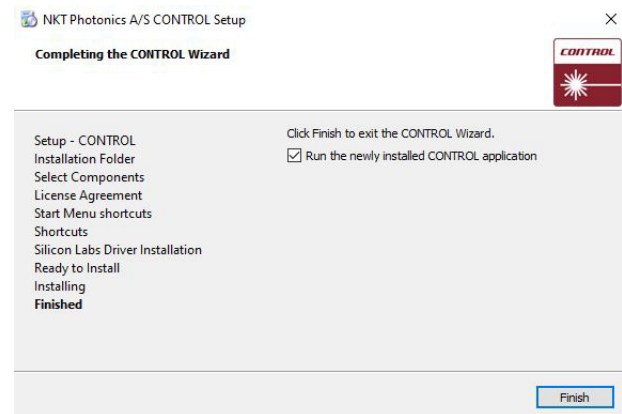 NKT Photonics A/S CONTROL Setup
Completing the CONTROL Wizard
CONTROL
Setup - CONTROL
Installation Folder
Select Components
License Agreement
Start Menu shortcuts
Shortcuts
Silicon Labs Driver Installation
Ready to Install
Installing
Finished
Click Finish to exit the CONTROL Wizard.
Run the newly installed CONTROL application
Finish